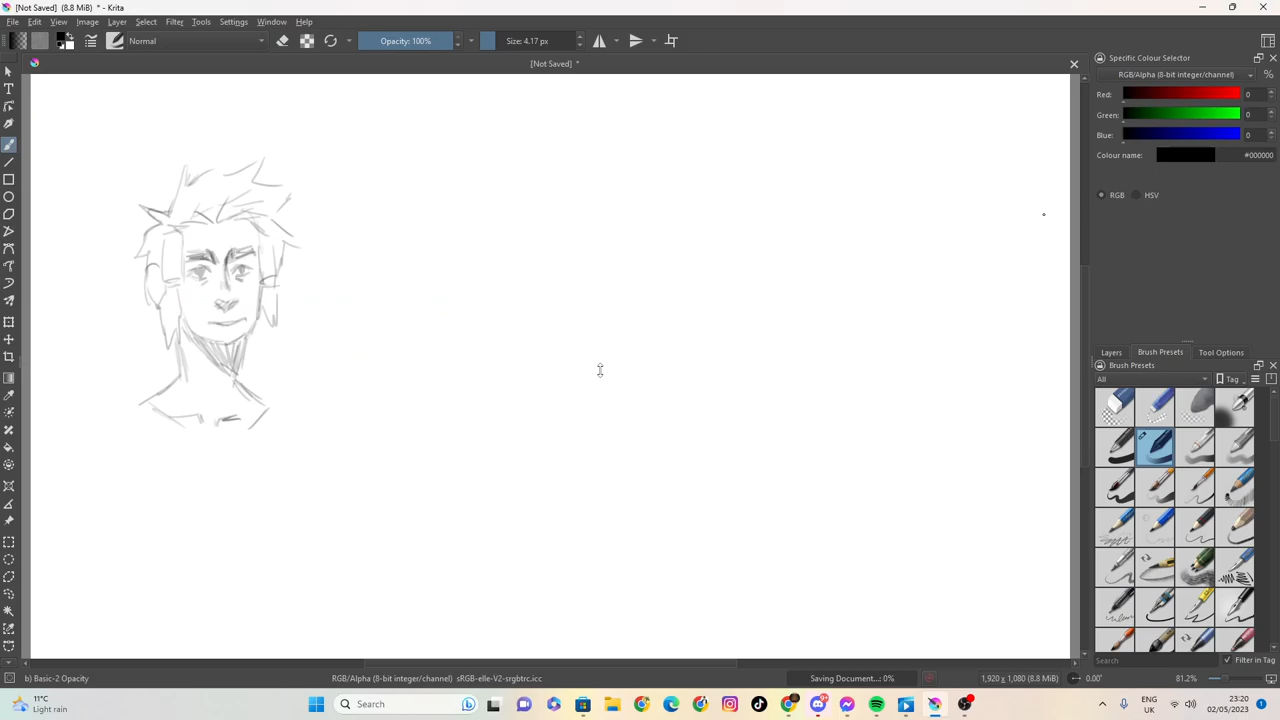 [Not Saved] (8.8 MiB) * - Krita
File Edit View Image Layer Select Filter Tools Settings Window Help
Normal Opacity: 100% Size: 4.17 px
[Not Saved] *
Specific Colour Selector
RGB/Alpha (8-bit integer/channel) %
Red: 0
Green: 0
Blue: 0
Colour name: #000000
RGB HSV
Layers Brush Presets Tool Options
Brush Presets
All Tag
Search Filter in Tag
b) Basic-2 Opacity RGB/Alpha (8-bit integer/channel) sRGB-elle-V2-srgbtrc.icc Saving Document...: 0% 1,920 x 1,080 (8.8 MiB) 0.00° 81.2%
11°C
Light rain
Search
ENG
UK
23:20
02/05/2023